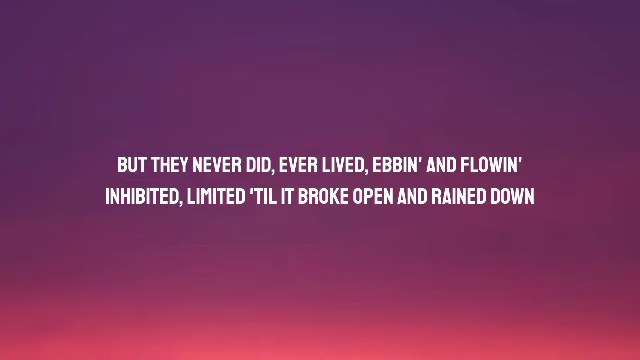 BUT THEY NEVER DID, EVER LIVED, EBBIN' AND FLOWIN'
INHIBITED, LIMITED 'TIL IT BROKE OPEN AND RAINED DOWN